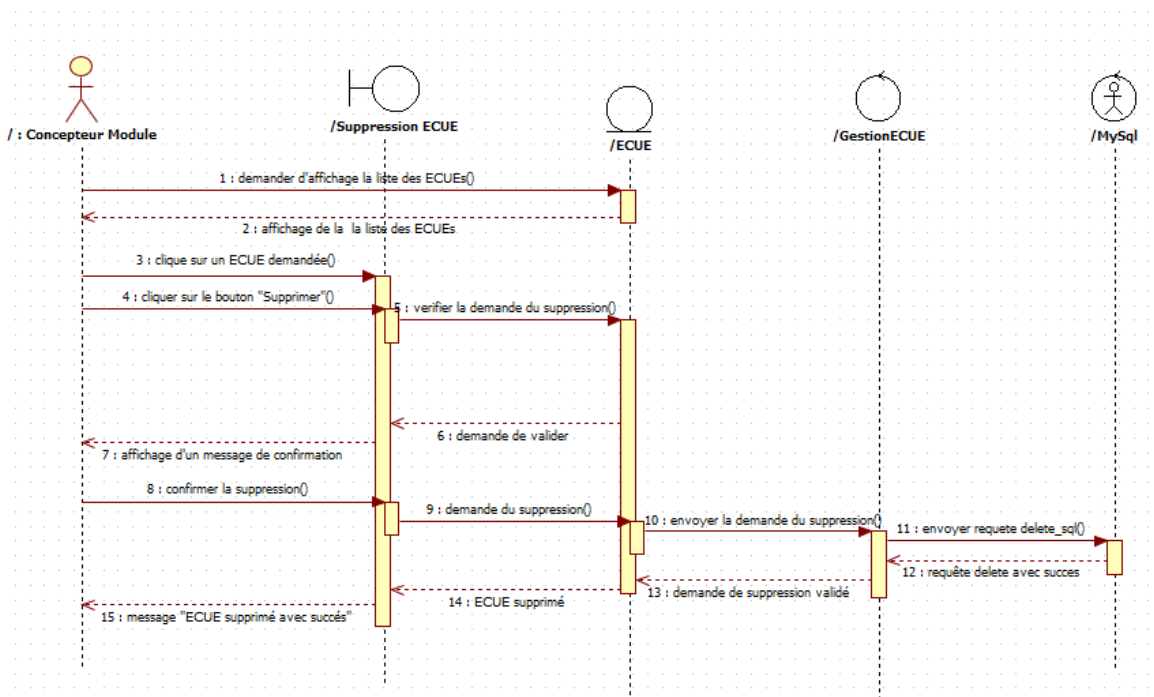 / : Concepteur Module
/Suppression ECUE
/ECUE
/GestionECUE
/MySql
1 : demander d'affichage la liste des ECUEs()
2 : affichage de la la liste des ECUEs
3 : clique sur un ECUE demandée()
4 : cliquer sur le bouton "Supprimer"()
5 : verifier la demande du suppression()
6 : demande de valider
7 : affichage d'un message de confirmation
8 : confirmer la suppression()
9 : demande du suppression()
10 : envoyer la demande du suppression()
11 : envoyer requete delete_sql()
12 : requête delete avec succes
13 : demande de suppression validé
14 : ECUE supprimé
15 : message "ECUE supprimé avec succés"